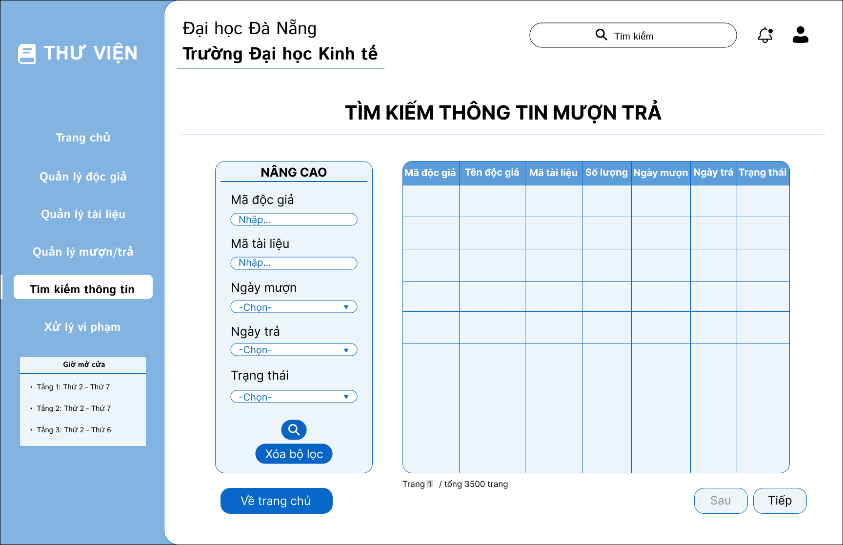 THƯ VIỆN
Trang chủ
Quản lý độc giả
Quản lý tài liệu
Quản lý mượn/trả
Tìm kiếm thông tin
Xử lý vi phạm
Giờ mở cửa
• Tầng 1: Thứ 2 - Thứ 7
• Tầng 2: Thứ 2 - Thứ 7
• Tầng 3: Thứ 2 - Thứ 6
Đại học Đà Nẵng
Trường Đại học Kinh tế
Tìm kiếm
TÌM KIẾM THÔNG TIN MƯỢN TRẢ
NÂNG CAO
Mã độc giả
Nhập...
Mã tài liệu
Nhập...
Ngày mượn
-Chọn-
Ngày trả
-Chọn-
Trạng thái
-Chọn-
Xóa bộ lọc
Về trang chủ
Mã độc giả Tên độc giả Mã tài liệu Số lượng Ngày mượn Ngày trả Trạng thái
Trang 1 / tổng 3500 trang
Sau Tiếp